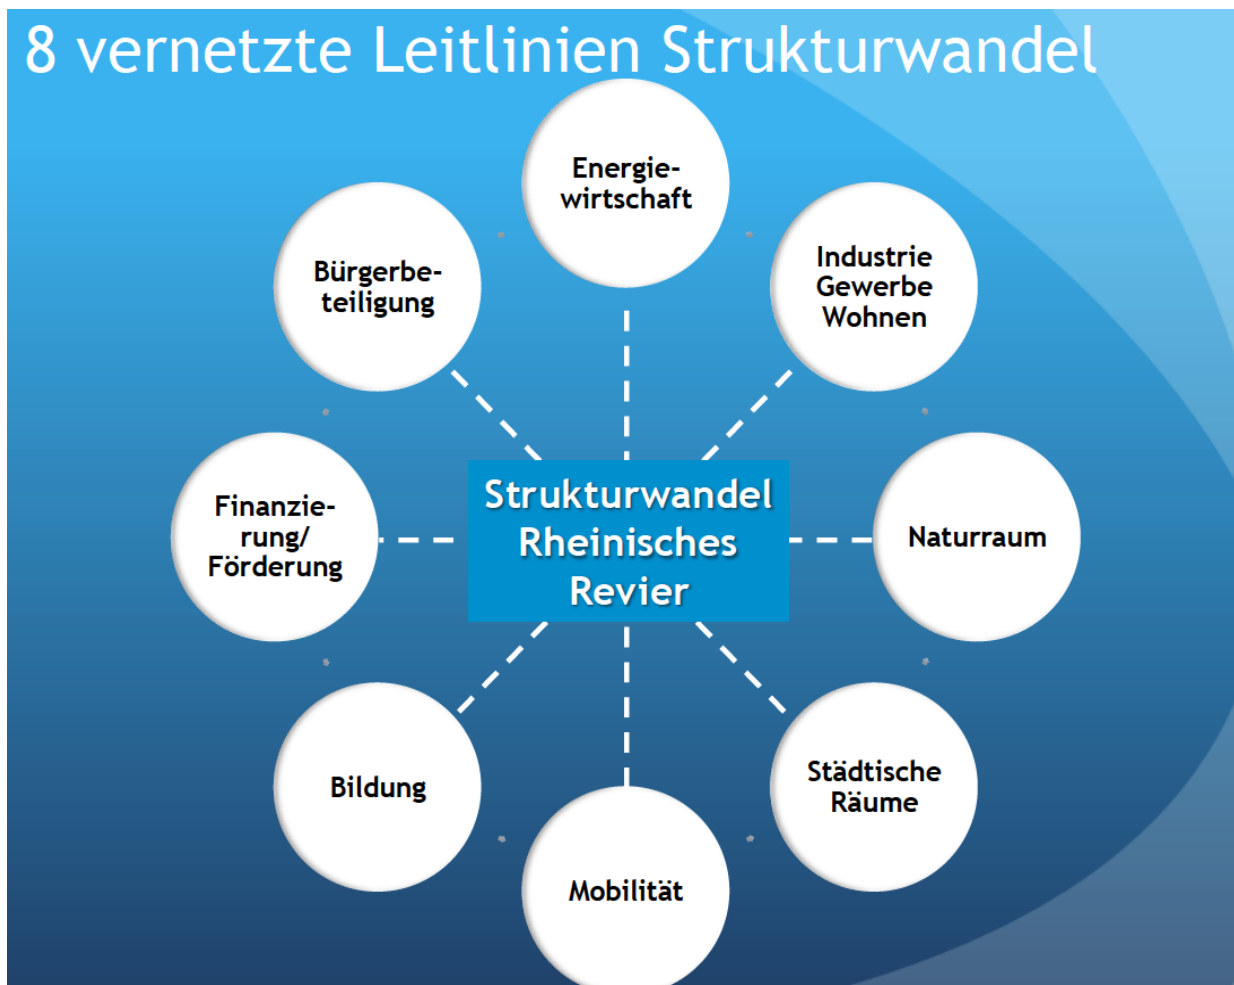 8 vernetzte Leitlinien Strukturwandel
Energie-
wirtschaft
Industrie
Gewerbe
Wohnen
Naturraum
Städtische
Räume
Mobilität
Bildung
Finanzie-
rung/
Förderung
Bürgerbe-
teiligung
Strukturwandel
Rheinisches
Revier